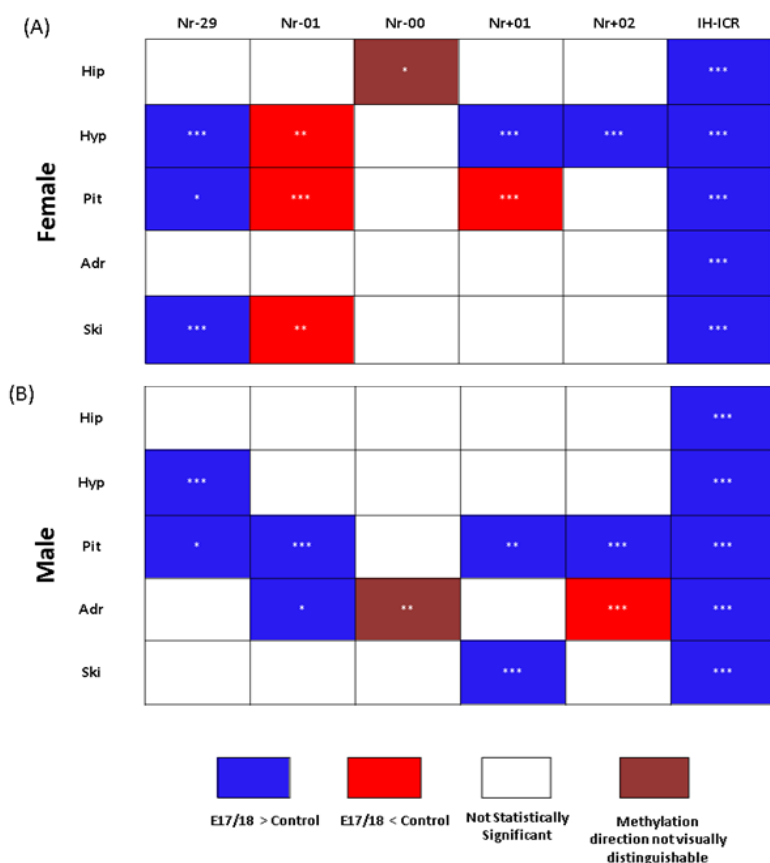 (A)
Nr-29 Nr-01 Nr-00 Nr+01 Nr+02 IH-ICR
Female
Hip * ***
Hyp *** ** *** *** ***
Pit * *** *** ***
Adr ***
Ski *** ** ***
(B)
Male
Hip ***
Hyp *** ***
Pit * *** ** *** ***
Adr * ** *** ***
Ski *** ***
E17/18 > Control E17/18 < Control Not Statistically Significant Methylation direction not visually distinguishable